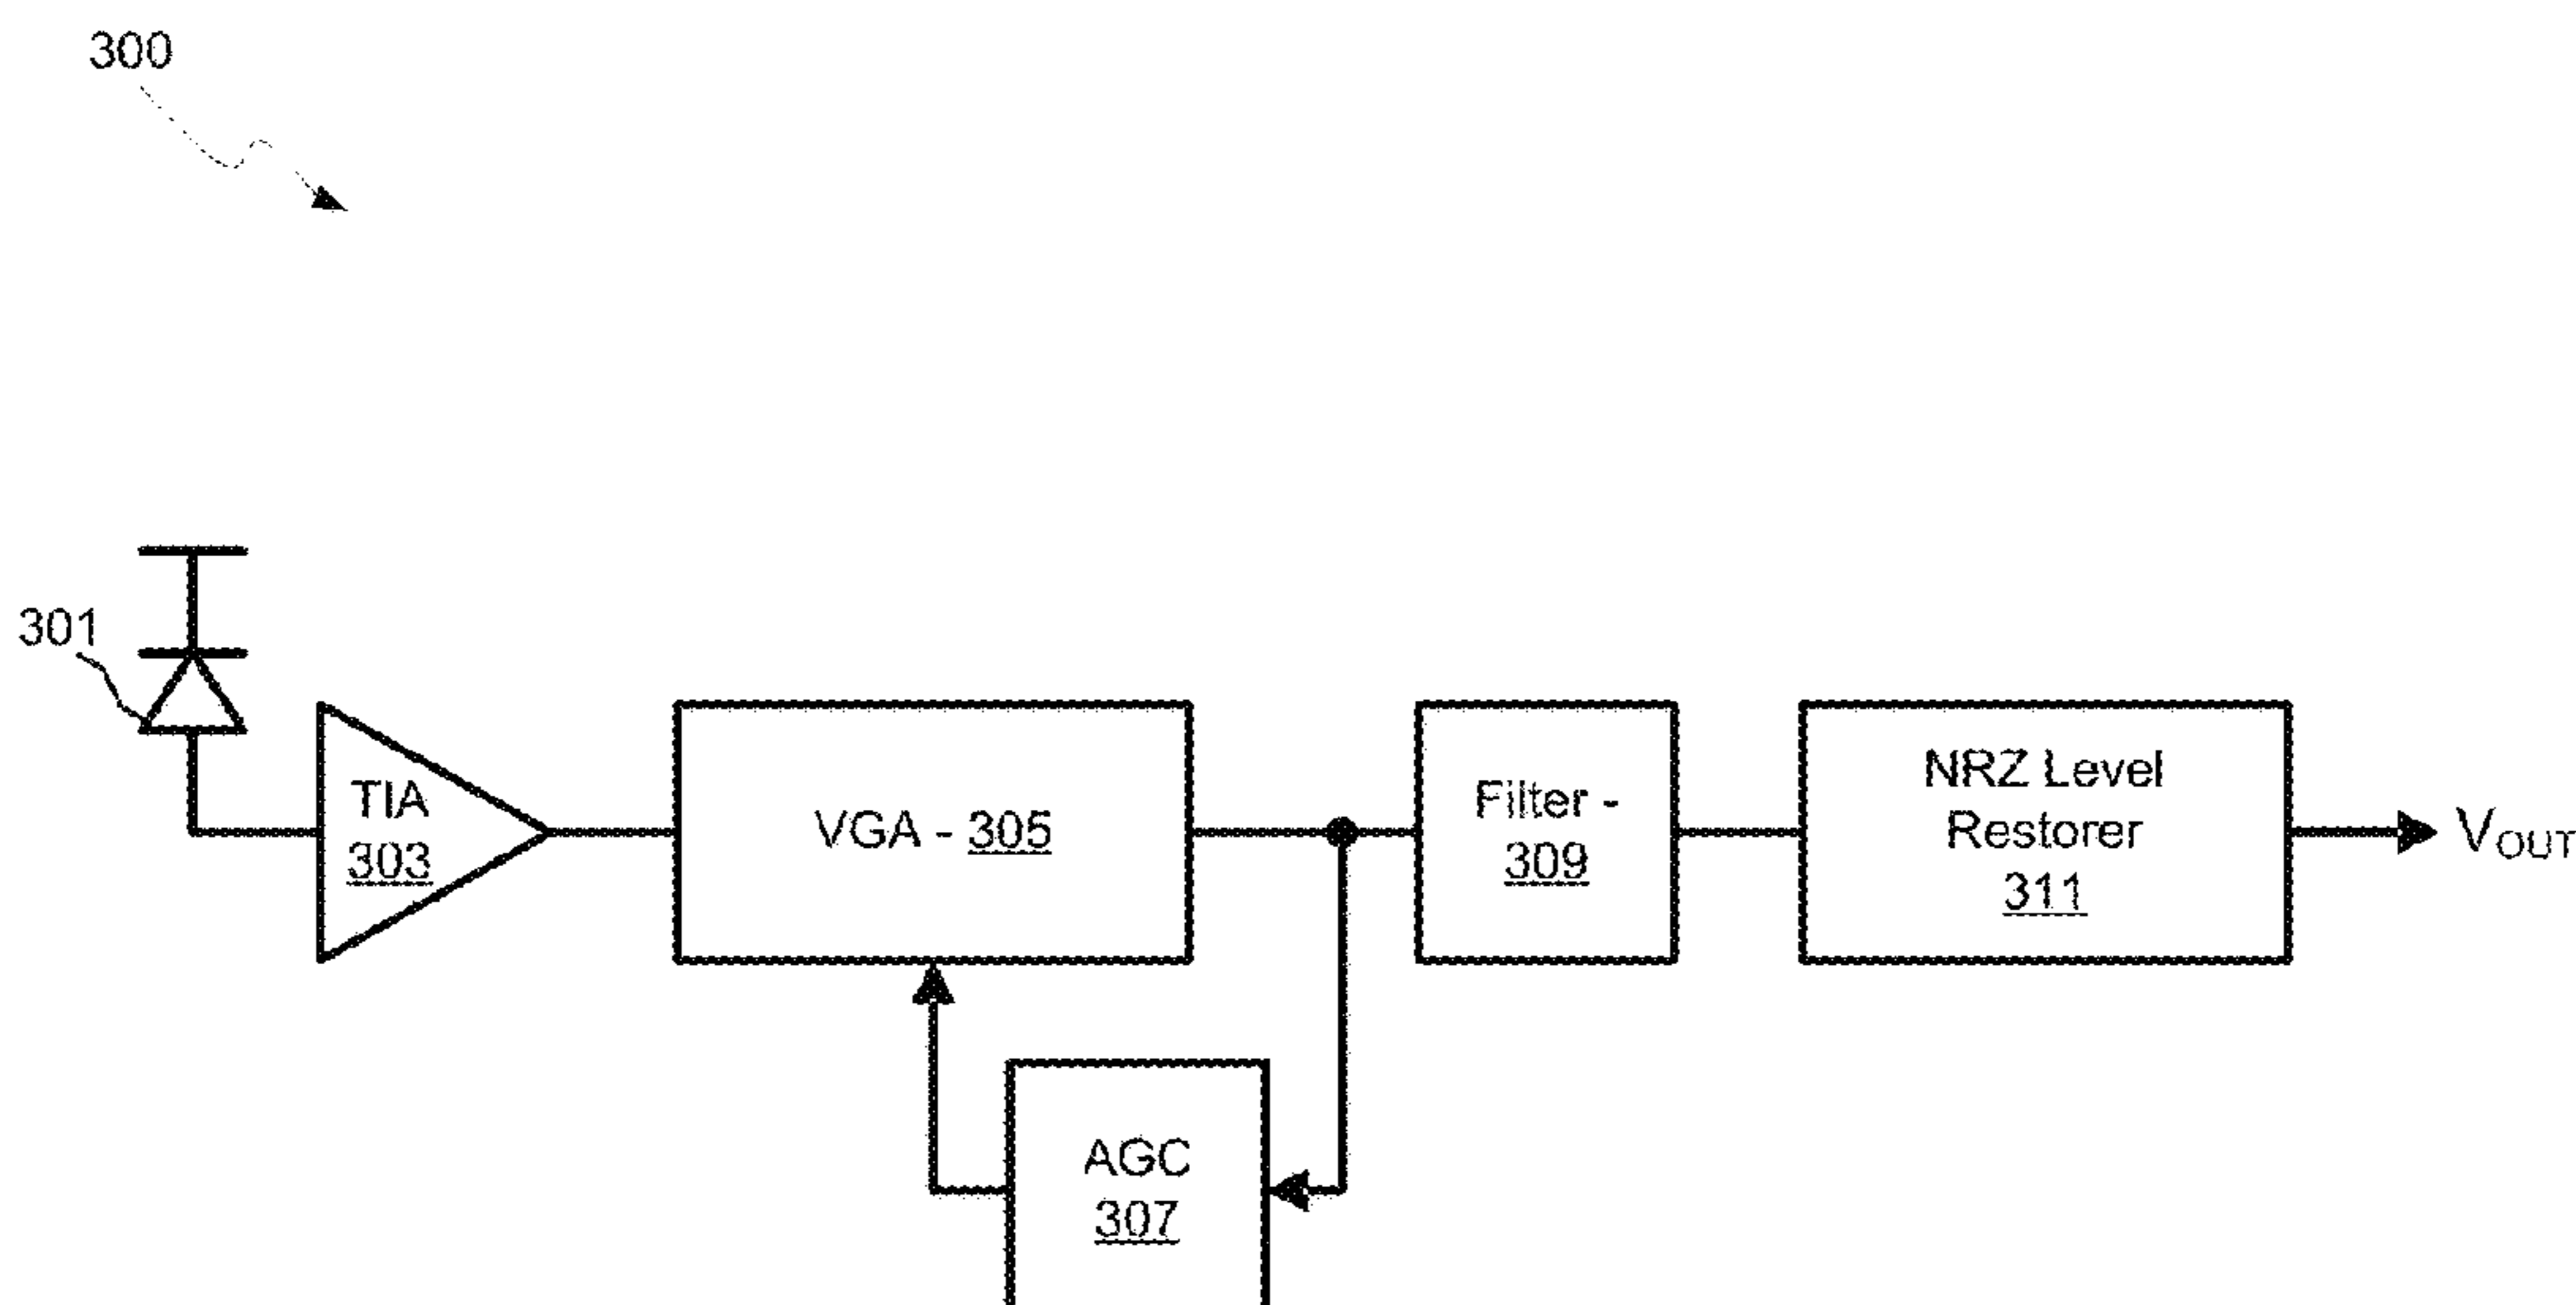 300
301
TIA
303
VGA - 305
Filter -
309
NRZ Level
Restorer
311
VOUT
AGC
307